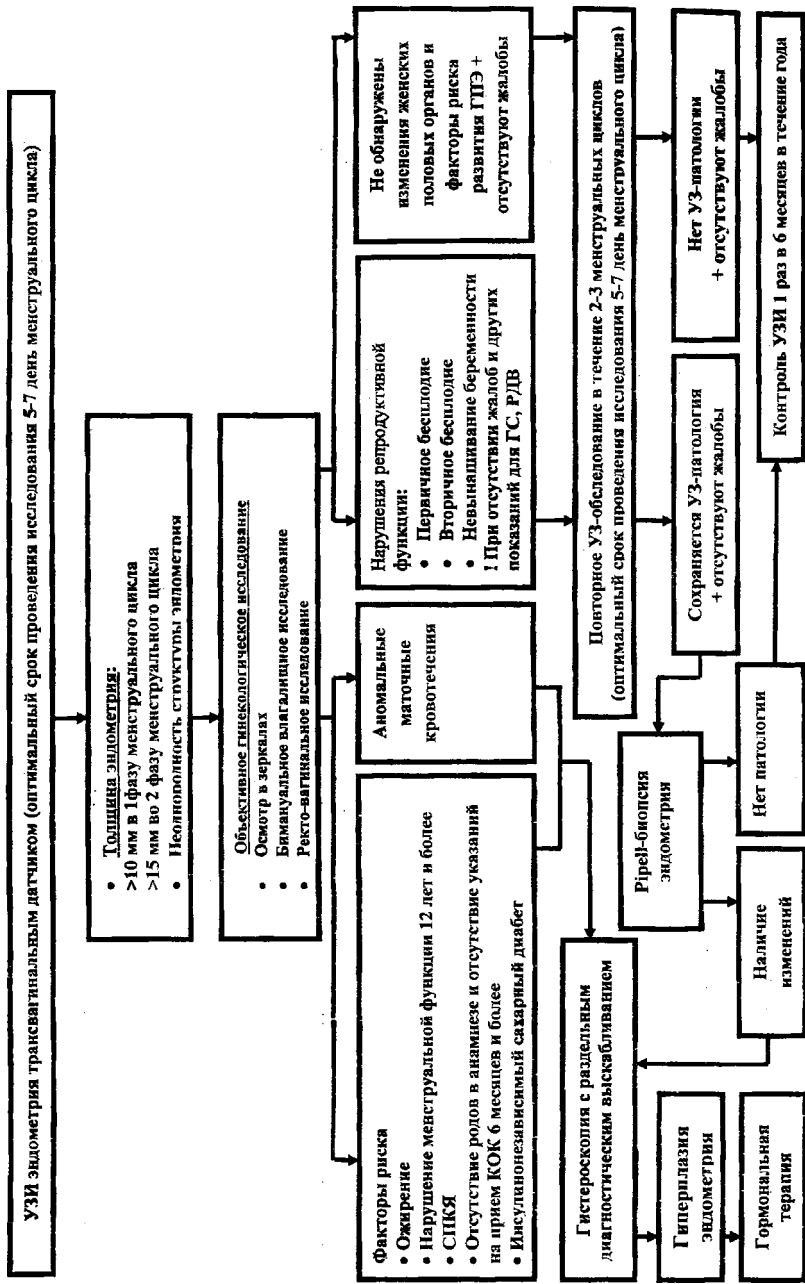 УЗИ эндометрия трансвагинальным датчиком (оптимальный срок проведения исследования 5-7 день менструального цикла)
• Толщина эндометрия:
>10 мм в 1фазу менструального цикла
>15 мм во 2 фазу менструального цикла
• Неоднородность структуры эндометрия
Объективное гинекологическое исследование
• Осмотр в зеркалах
• Бимануальное влагалищное исследование
• Ректо-вагинальное исследование
Факторы риска
• Ожирение
• Нарушение менструальной функции 12 лет и более
• СПКЯ
• Отсутствие родов в анамнезе и отсутствие указаний
на прием КОК 6 месяцев и более
• Инсулинонезависимый сахарный диабет
Аномальные
маточные
кровотечения
Нарушения репродуктивной
функции:
• Первичное бесплодие
• Вторичное бесплодие
• Невынашивание беременности
! При отсутствии жалоб и других
показаний для ГС, РДВ
Не обнаружены
изменения женских
половых органов и
факторы риска
развития ГПЭ +
отсутствуют жалобы
Повторное УЗ-обследование в течение 2-3 менструальных циклов
(оптимальный срок проведения исследования 5-7 день менструального цикла)
Гистероскопия с раздельным
диагностическим выскабливанием
Pipell-биопсия
эндометрия
Сохраняется УЗ-патология
+ отсутствуют жалобы
Нет УЗ-патологии
+ отсутствуют жалобы
Гиперплазия
эндометрия
Наличие
изменений
Нет патологии
Контроль УЗИ 1 раз в 6 месяцев в течение года
Гормональная
терапия